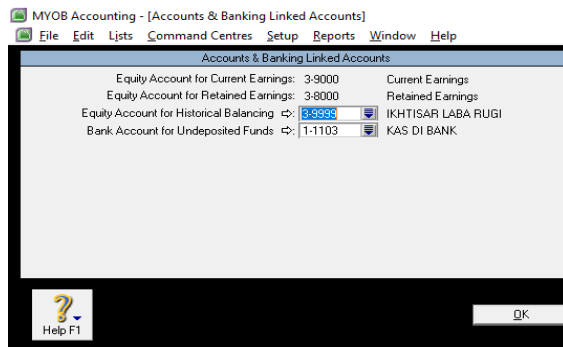 MYOB Accounting - [Accounts & Banking Linked Accounts]
File Edit Lists Command Centres Setup Reports Window Help
Accounts & Banking Linked Accounts
Equity Account for Current Earnings: 3-9000 Current Earnings
Equity Account for Retained Earnings: 3-8000 Retained Earnings
Equity Account for Historical Balancing 3-9999 IKHTISAR LABA RUGI
Bank Account for Undeposited Funds 1-1103 KAS DI BANK
Help F1
OK